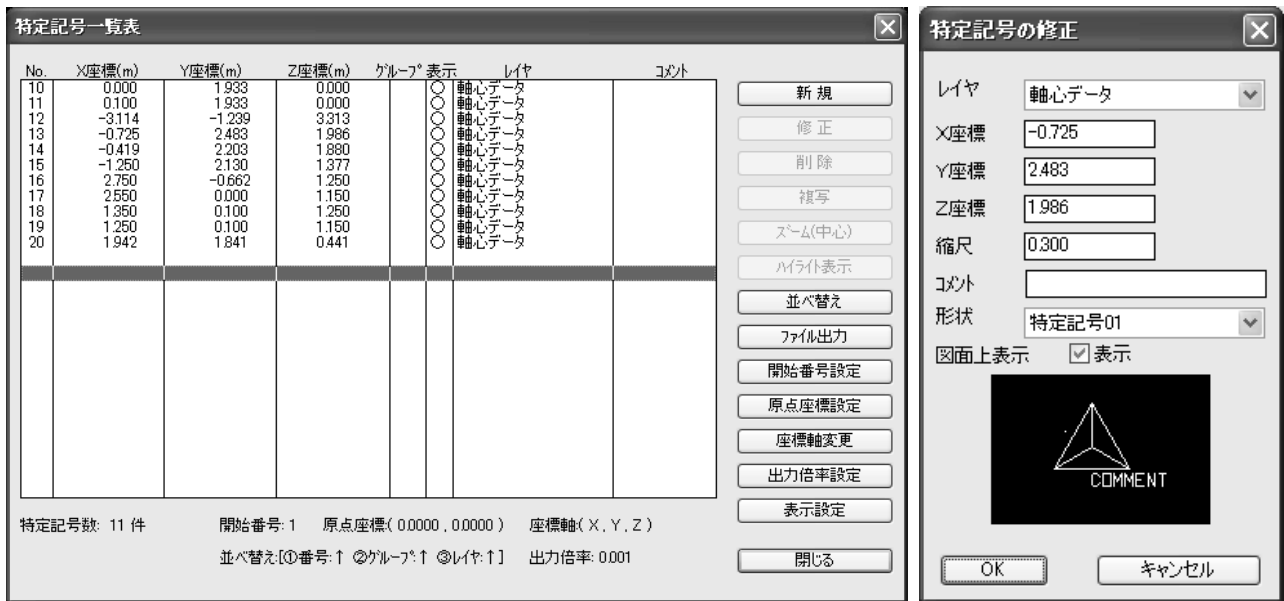 特定記号一覧表
No. X座標(m) Y座標(m) Z座標(m) グループ 表示 レイヤ コメント
10 0.000 1.933 0.000 ○ 軸心データ
11 0.100 1.933 0.000 ○ 軸心データ
12 -3.114 -1.239 3.313 ○ 軸心データ
13 -0.725 2.483 1.986 ○ 軸心データ
14 -0.419 2.203 1.880 ○ 軸心データ
15 -1.250 2.130 1.377 ○ 軸心データ
16 2.750 -0.662 1.250 ○ 軸心データ
17 2.550 0.000 1.150 ○ 軸心データ
18 1.350 0.100 1.250 ○ 軸心データ
19 1.250 0.100 1.150 ○ 軸心データ
20 1.942 1.841 0.441 ○ 軸心データ
新規
修正
削除
複写
ズーム(中心)
ハイライト表示
並べ替え
ファイル出力
開始番号設定
原点座標設定
座標軸変更
出力倍率設定
表示設定
閉じる
特定記号数: 11 件 開始番号: 1 原点座標( 0.0000 , 0.0000 ) 座標軸( X , Y , Z )
並べ替え:[①番号:↑ ②グループ:↑ ③レイヤ:↑] 出力倍率: 0.001
特定記号の修正
レイヤ 軸心データ
X座標 -0.725
Y座標 2.483
Z座標 1.986
縮尺 0.300
コメント
形状 特定記号01
図面上表示 表示
COMMENT
OK キャンセル